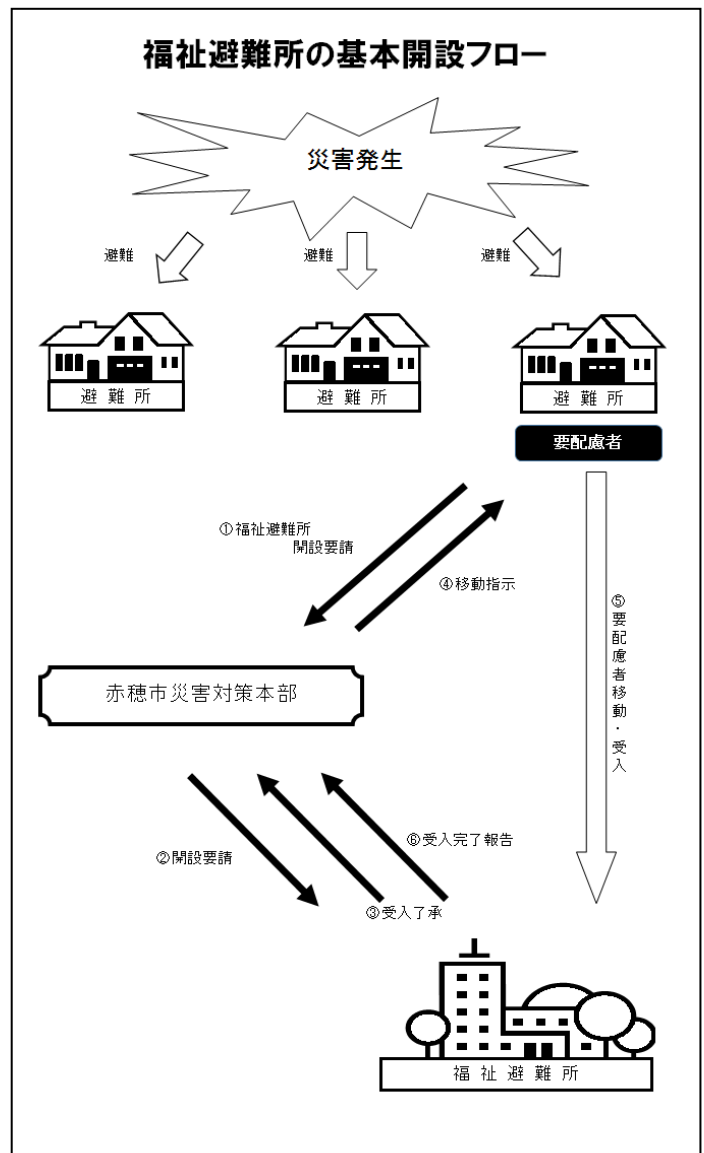 福祉避難所の基本開設フロー
災害発生
避難
避難
避難
避難所
避難所
避難所
要配慮者
①福祉避難所
開設要請
④移動指示
⑤要配慮者移動・受入
赤穂市災害対策本部
②開設要請
⑥受入完了報告
③受入了承
福祉避難所